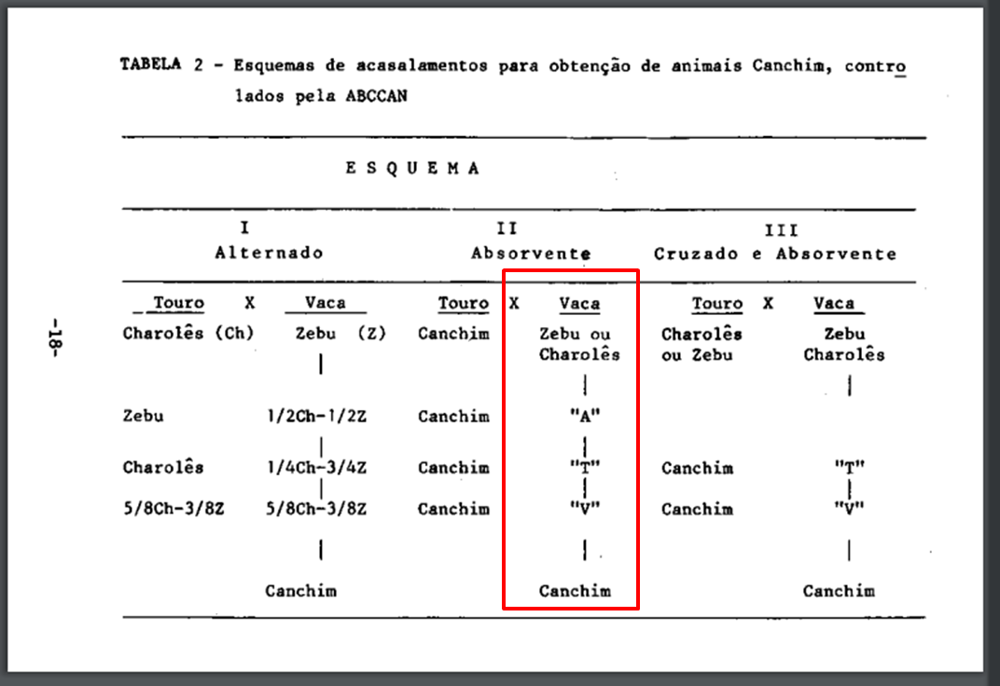 TABELA 2 - Esquemas de acasalamentos para obtenção de animais Canchim, contro
lados pela ABCCAN
E S Q U E M A
I II III
Alternado Absorvente Cruzado e Absorvente
Touro X Vaca Touro X Vaca Touro X Vaca
Charolês (Ch) Zebu (Z) Canchim Zebu ou Charolês Zebu
Charolês ou Zebu Charolês
Zebu 1/2Ch-1/2Z Canchim "A"
Charolês 1/4Ch-3/4Z Canchim "T" Canchim "T"
5/8Ch-3/8Z 5/8Ch-3/8Z Canchim "V" Canchim "V"
Canchim Canchim Canchim
-18-